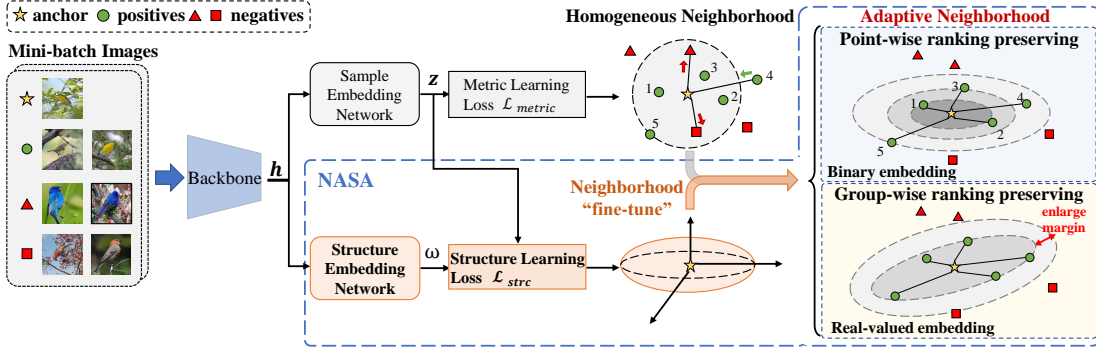 anchor positives negatives
Mini-batch Images
Backbone
h
Sample
Embedding
Network
z
Metric Learning
Loss ℒ metric
Homogeneous Neighborhood
1
2
3
4
5
NASA
Structure
Embedding
Network
ω
Structure Learning
Loss ℒ strc
Neighborhood
“fine-tune”
Adaptive Neighborhood
Point-wise ranking preserving
1
2
3
4
5
Binary embedding
Group-wise ranking preserving
enlarge
margin
Real-valued embedding